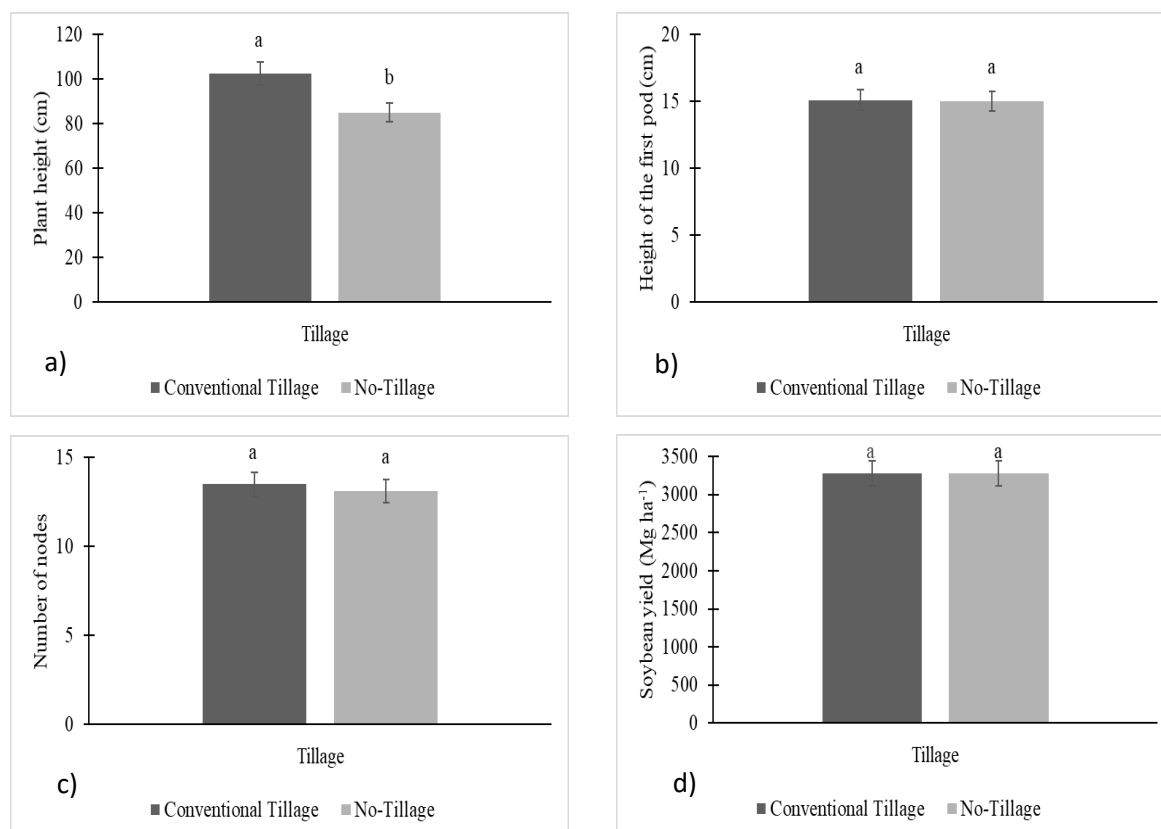 120
100
80
60
40
20
0
Plant height (cm)
a
b
Tillage
a)
Conventional Tillage No-Tillage
20
15
10
5
0
Height of the first pod (cm)
a
a
Tillage
b)
Conventional Tillage No-Tillage
15
10
5
0
Number of nodes
a
a
Tillage
c)
Conventional Tillage No-Tillage
3500
3000
2500
2000
1500
1000
500
0
Soybean yield (Mg ha⁻¹)
a
a
Tillage
d)
Conventional Tillage No-Tillage